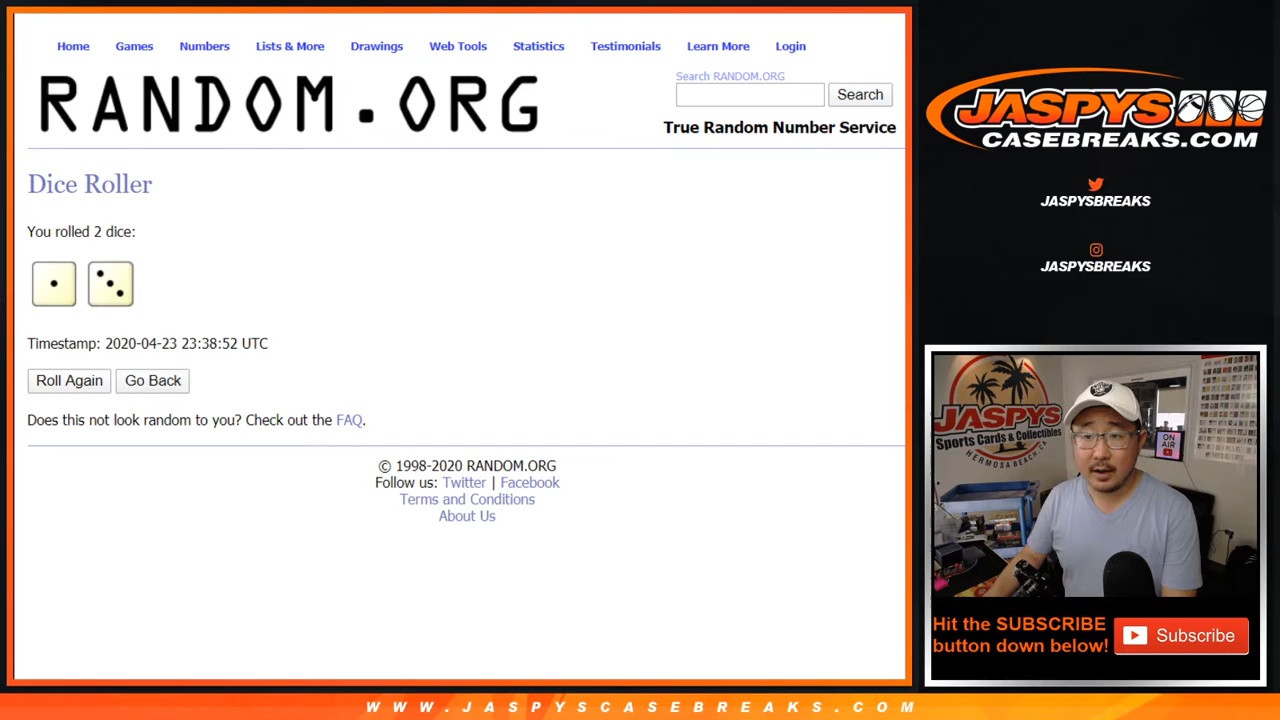 Home Games Numbers Lists & More Drawings Web Tools Statistics Testimonials Learn More Login
RANDOM.ORG
Search RANDOM.ORG
Search
True Random Number Service
Dice Roller
You rolled 2 dice:
Timestamp: 2020-04-23 23:38:52 UTC
Roll Again Go Back
Does this not look random to you? Check out the FAQ.
© 1998-2020 RANDOM.ORG
Follow us: Twitter | Facebook
Terms and Conditions
About Us
JASPYS
CASEBREAKS.COM
JASPYSBREAKS
JASPYSBREAKS
JASPYS
Sports Cards & Collectibles
HERMOSA BEACH CA
ON
AIR
Hit the SUBSCRIBE
button down below!
Subscribe
WWW.JASPYSCASEBREAKS.COM